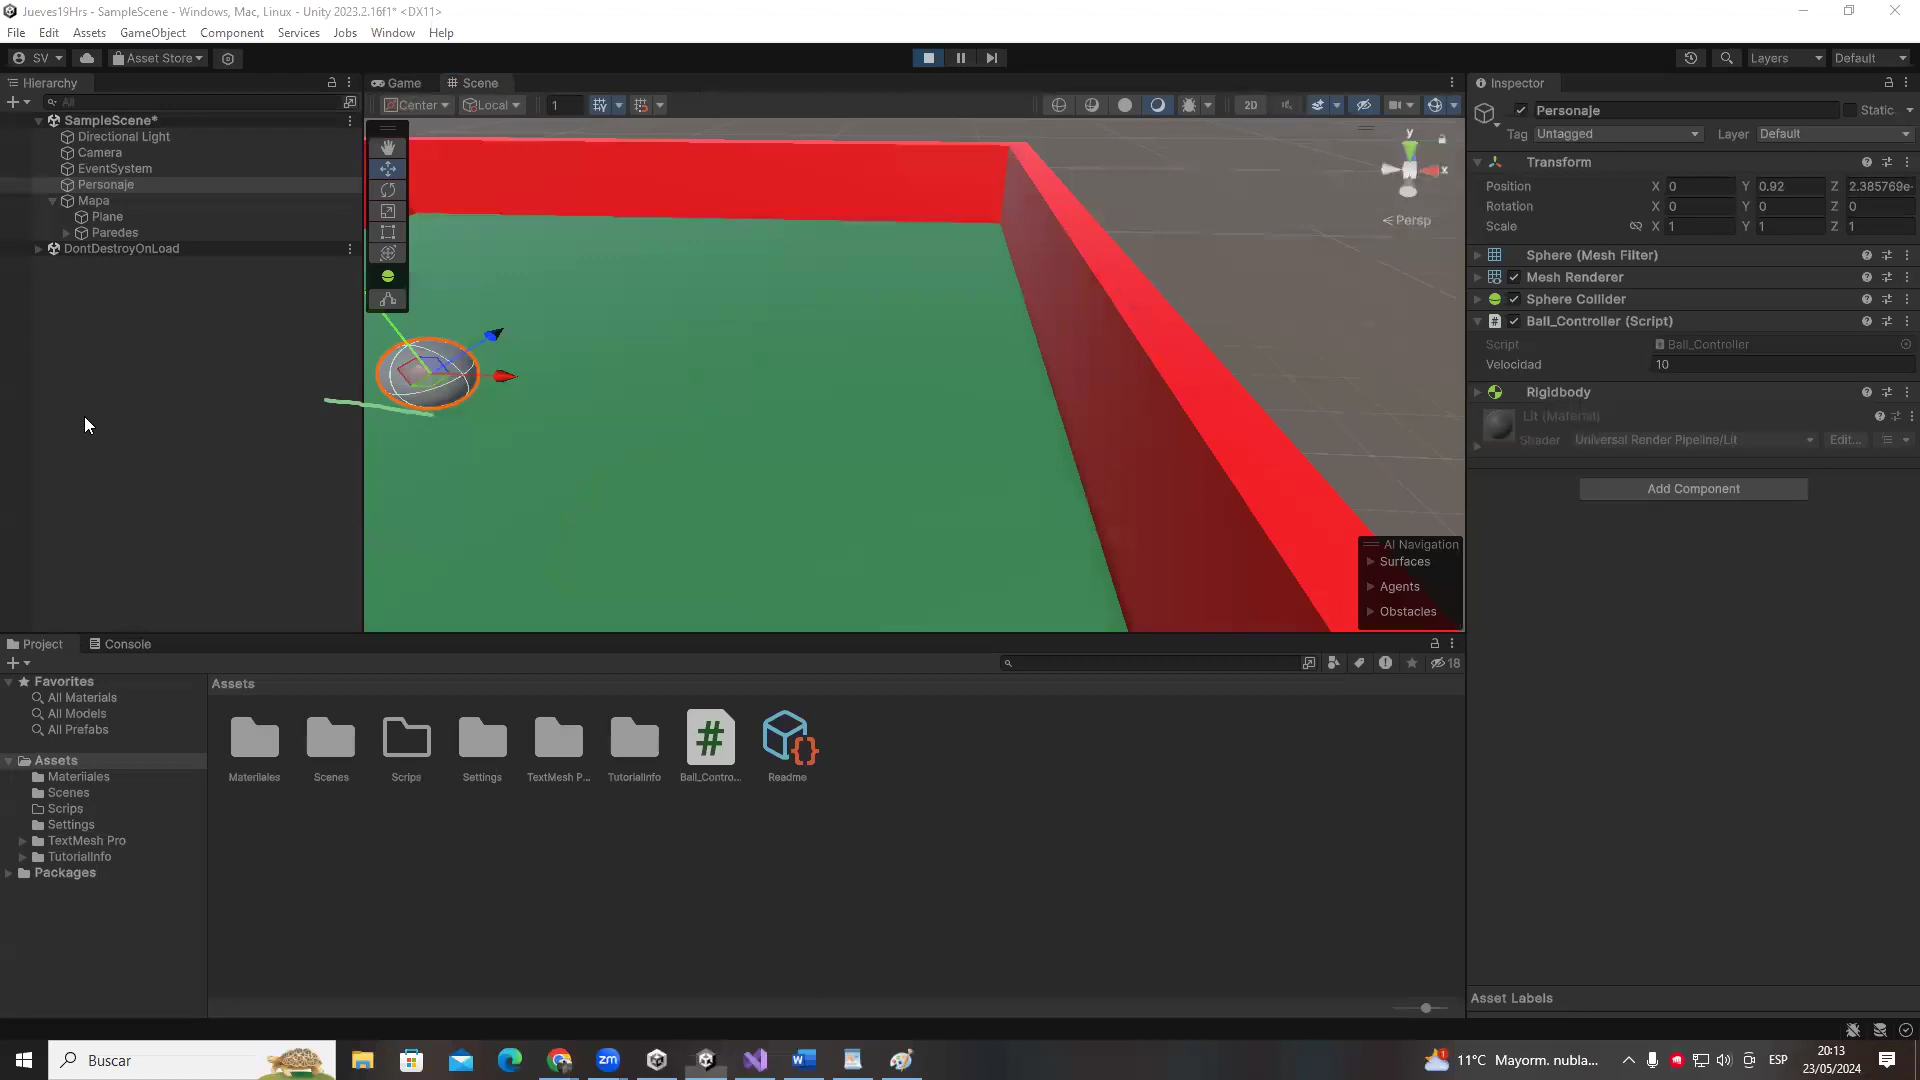 Jueves19Hrs - SampleScene - Windows, Mac, Linux - Unity 2023.2.16f1* <DX11>
File Edit Assets GameObject Component Services Jobs Window Help
SV Asset Store Layers Default
Hierarchy
All
SampleScene*
Directional Light
Camera
EventSystem
Personaje
Mapa
Plane
Paredes
DontDestroyOnLoad
Game Scene
Center Local 1 2D
y
x
Persp
AI Navigation
Surfaces
Agents
Obstacles
Inspector
Personaje Static
Tag Untagged Layer Default
Transform
Position X 0 Y 0.92 Z 2.385769e-
Rotation X 0 Y 0 Z 0
Scale X 1 Y 1 Z 1
Sphere (Mesh Filter)
Mesh Renderer
Sphere Collider
# Ball_Controller (Script)
Script Ball_Controller
Velocidad 10
Rigidbody
Lit (Material)
Shader Universal Render Pipeline/Lit Edit...
Add Component
Asset Labels
Project Console
18
Favorites
All Materials
All Models
All Prefabs
Assets
Materiiales
Scenes
Scrips
Settings
TextMesh Pro
TutorialInfo
Packages
Assets
Materiiales Scenes Scrips Settings TextMesh P... TutorialInfo Ball_Contro... Readme
Buscar
zm
11°C Mayorm. nubla... ESP
20:13
23/05/2024